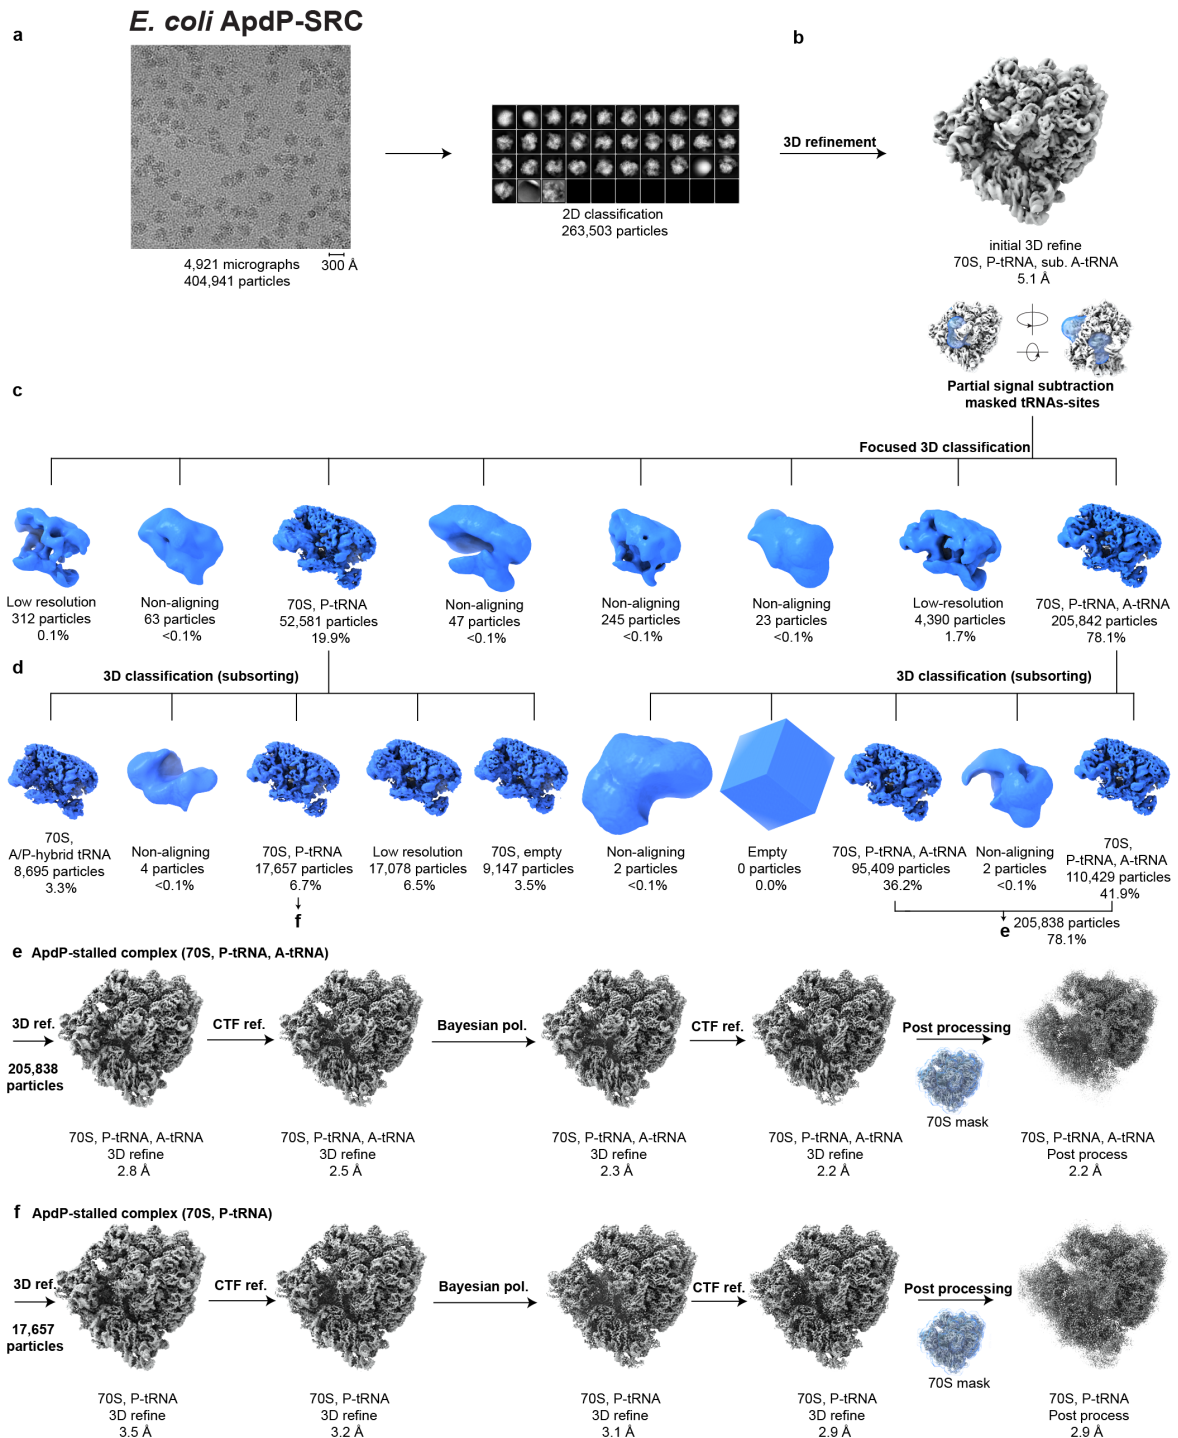 E. coli ApdP-SRC
a
b
4,921 micrographs
404,941 particles
300 Å
2D classification
263,503 particles
3D refinement
initial 3D refine
70S, P-tRNA, sub. A-tRNA
5.1 Å
Partial signal subtraction
masked tRNAs-sites
c
Focused 3D classification
Low resolution
312 particles
0.1%
Non-aligning
63 particles
<0.1%
70S, P-tRNA
52,581 particles
19.9%
Non-aligning
47 particles
<0.1%
Non-aligning
245 particles
<0.1%
Non-aligning
23 particles
<0.1%
Low-resolution
4,390 particles
1.7%
70S, P-tRNA, A-tRNA
205,842 particles
78.1%
d
3D classification (subsorting)
3D classification (subsorting)
70S,
A/P-hybrid tRNA
8,695 particles
3.3%
Non-aligning
4 particles
<0.1%
70S, P-tRNA
17,657 particles
6.7%
f
Low resolution
17,078 particles
6.5%
70S, empty
9,147 particles
3.5%
Non-aligning
2 particles
<0.1%
Empty
0 particles
0.0%
70S, P-tRNA, A-tRNA
95,409 particles
36.2%
Non-aligning
2 particles
<0.1%
70S,
P-tRNA, A-tRNA
110,429 particles
41.9%
e
205,838 particles
78.1%
e ApdP-stalled complex (70S, P-tRNA, A-tRNA)
3D ref.
205,838
particles
CTF ref.
Bayesian pol.
CTF ref.
Post processing
70S mask
70S, P-tRNA, A-tRNA
3D refine
2.8 Å
70S, P-tRNA, A-tRNA
3D refine
2.5 Å
70S, P-tRNA, A-tRNA
3D refine
2.3 Å
70S, P-tRNA, A-tRNA
3D refine
2.2 Å
70S, P-tRNA, A-tRNA
Post process
2.2 Å
f ApdP-stalled complex (70S, P-tRNA)
3D ref.
17,657
particles
CTF ref.
Bayesian pol.
CTF ref.
Post processing
70S mask
70S, P-tRNA
3D refine
3.5 Å
70S, P-tRNA
3D refine
3.2 Å
70S, P-tRNA
3D refine
3.1 Å
70S, P-tRNA
3D refine
2.9 Å
70S, P-tRNA
Post process
2.9 Å